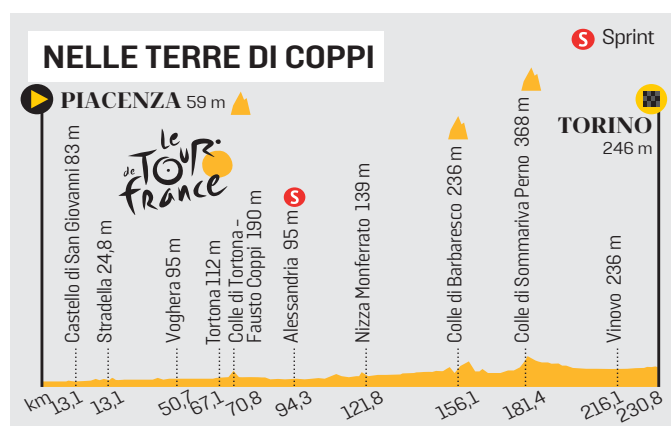 NELLE TERRE DI COPPI
S Sprint
PIACENZA 59 m
le
de TOUR
france
TORINO
246 m
Castello di San Giovanni 83 m
Stradella 24,8 m
Voghera 95 m
Tortona 112 m
Colle di Tortona –
Fausto Coppi 190 m
Alessandria 95 m
S
Nizza Monferrato 139 m
Colle di Barbaresco 236 m
Colle di Sommariva Perno 368 m
Vinovo 236 m
km 13,1 13,1 50,7 67,1 70,8 94,3 121,8 156,1 181,4 216,1 230,8